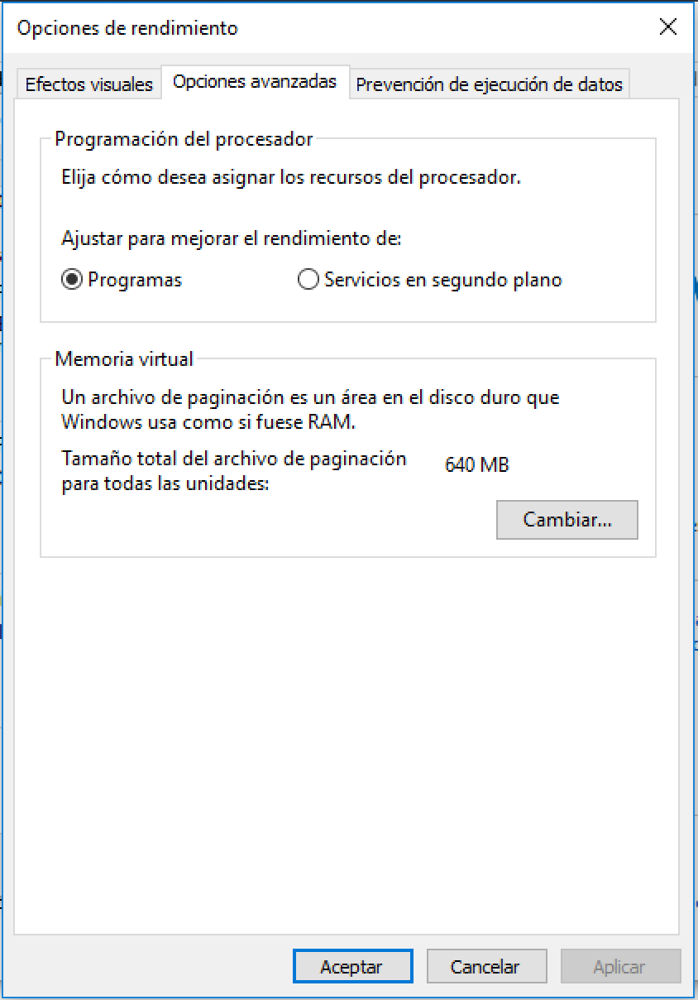 Opciones de rendimiento
Efectos visuales
Opciones avanzadas
Prevención de ejecución de datos
Programación del procesador
Elija cómo desea asignar los recursos del procesador.
Ajustar para mejorar el rendimiento de:
Programas
Servicios en segundo plano
Memoria virtual
Un archivo de paginación es un área en el disco duro que
Windows usa como si fuese RAM.
Tamaño total del archivo de paginación
para todas las unidades:
640 MB
Cambiar...
Aceptar
Cancelar
Aplicar